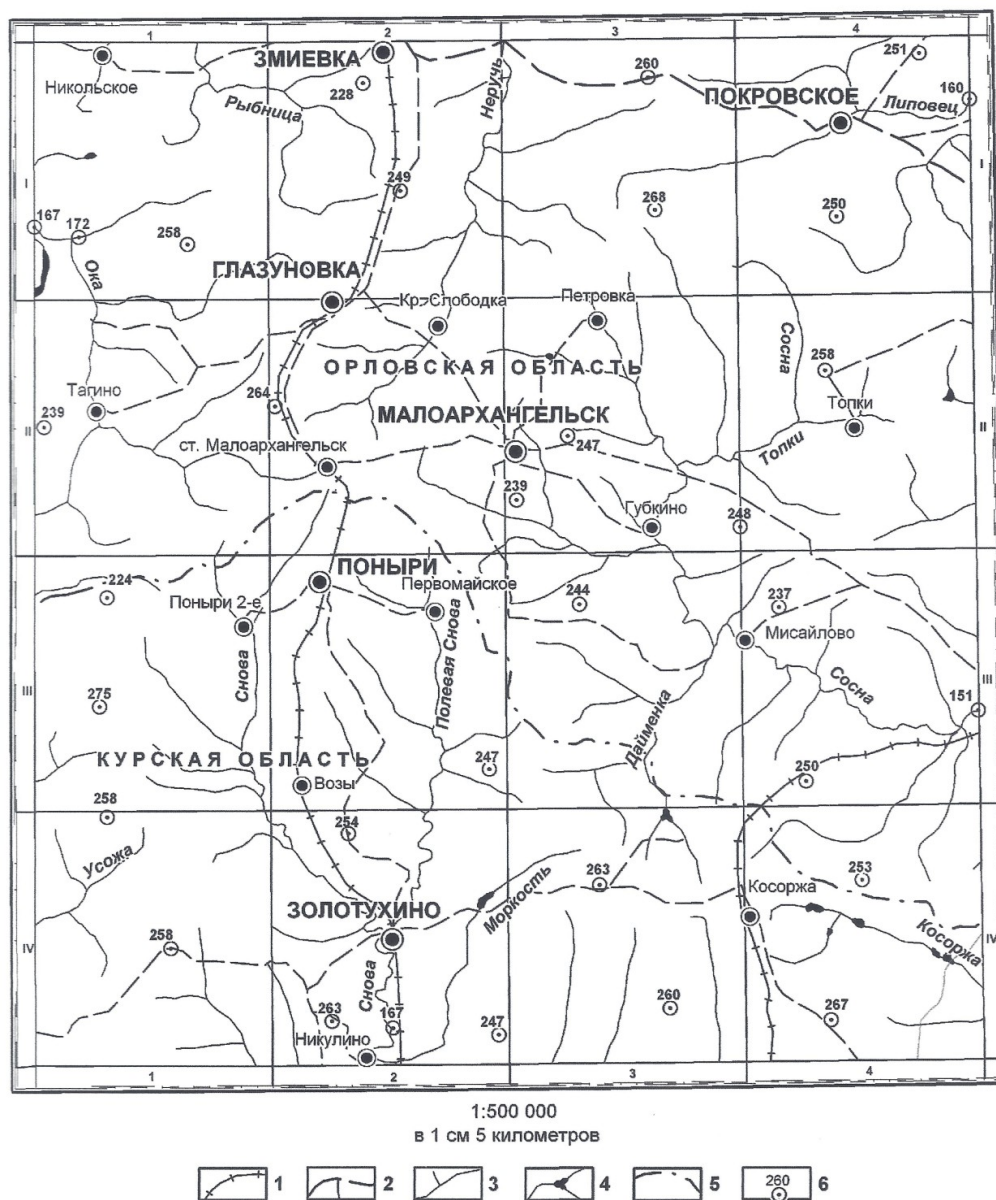 1 2 3 4
ЗМИЕВКА
251
Никольское
228
260
160
Рыбница
Неручь
ПОКРОВСКОЕ
Липовец
I I
249
167
172
258
268
250
Ока
ГЛАЗУНОВКА
Кр. Слободка
Петровка
ОРЛОВСКАЯ ОБЛАСТЬ
Сосна
258
Тагино
264
МАЛОАРХАНГЕЛЬСК
Топки
239
II II
ст. Малоархангельск
247
Топки
239
Губкино
248
ПОНЫРИ
224
Поныри 2-е
Первомайское
244
237
Мисайлово
Снова
Полевая Снова
Дайменка
Сосна
III III
275
151
КУРСКАЯ ОБЛАСТЬ
247
Возы
250
258
254
Усожа
263
253
Моркость
Косоржа
ЗОЛОТУХИНО
258
IV IV
Косоржа
Снова
263
167
247
260
267
Никулино
1 2 3 4
1:500 000
в 1 см 5 километров
1 2 3 4 5 260 6